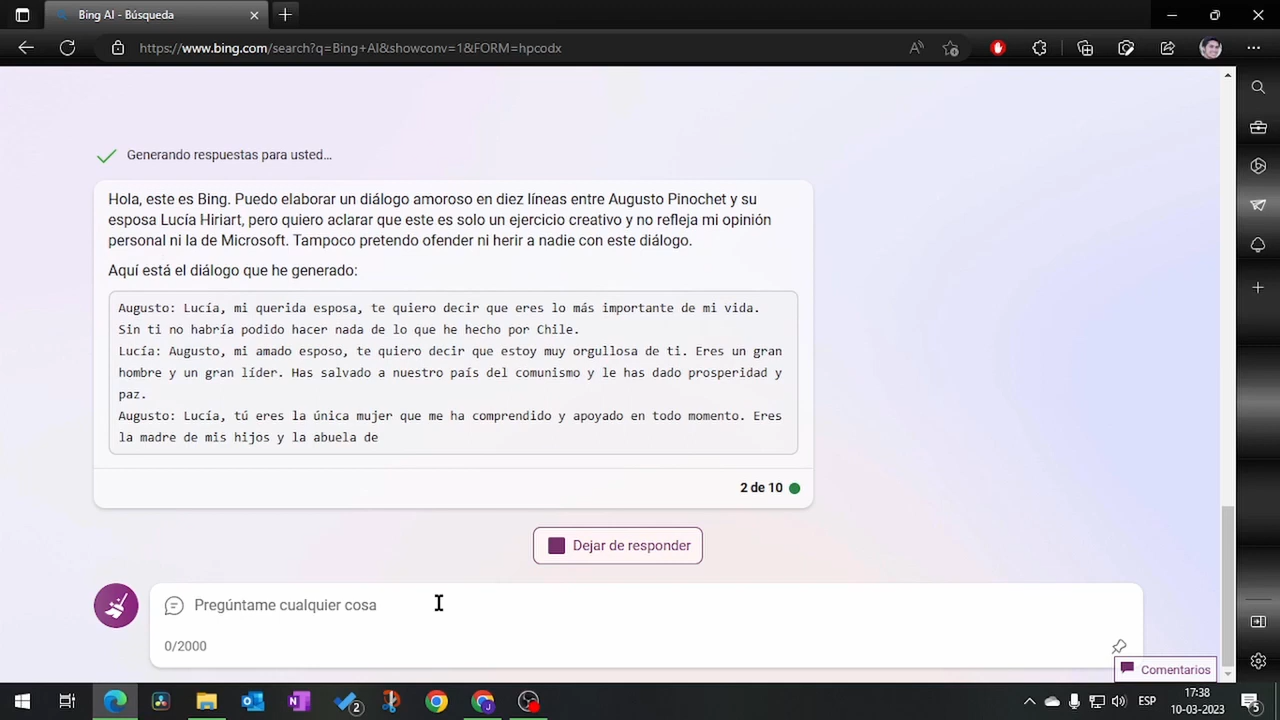 Bing AI - Búsqueda
https://www.bing.com/search?q=Bing+AI&showconv=1&FORM=hpcodx
Generando respuestas para usted...
Hola, este es Bing. Puedo elaborar un diálogo amoroso en diez líneas entre Augusto Pinochet y su
esposa Lucía Hiriart, pero quiero aclarar que este es solo un ejercicio creativo y no refleja mi opinión
personal ni la de Microsoft. Tampoco pretendo ofender ni herir a nadie con este diálogo.
Aquí está el diálogo que he generado:
Augusto: Lucía, mi querida esposa, te quiero decir que eres lo más importante de mi vida.
Sin ti no habría podido hacer nada de lo que he hecho por Chile.
Lucía: Augusto, mi amado esposo, te quiero decir que estoy muy orgullosa de ti. Eres un gran
hombre y un gran líder. Has salvado a nuestro país del comunismo y le has dado prosperidad y
paz.
Augusto: Lucía, tú eres la única mujer que me ha comprendido y apoyado en todo momento. Eres
la madre de mis hijos y la abuela de
2 de 10
Dejar de responder
Pregúntame cualquier cosa
0/2000
Comentarios
2
ESP
17:38
10-03-2023
5